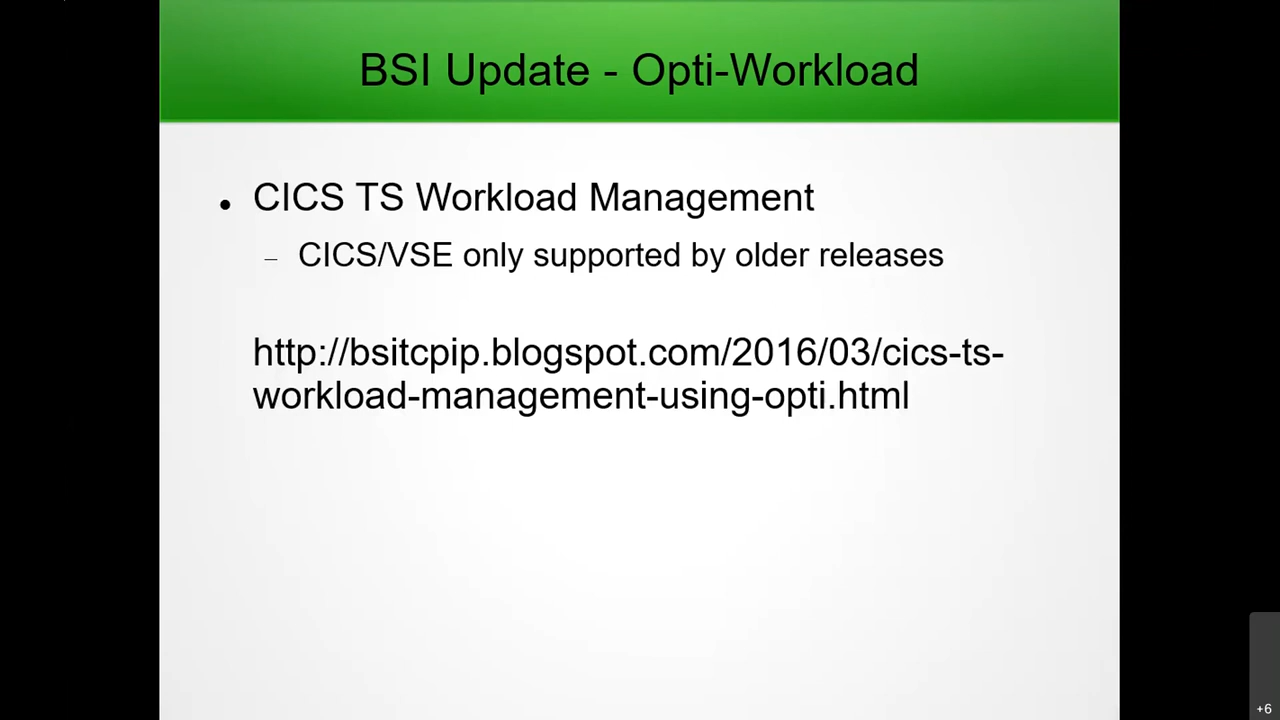 BSI Update - Opti-Workload
• CICS TS Workload Management
– CICS/VSE only supported by older releases
http://bsitcpip.blogspot.com/2016/03/cics-ts-
workload-management-using-opti.html
+6